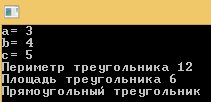 a= 3
b= 4
c= 5
Периметр треугольника 12
Площадь треугольника 6
Прямоугольный треугольник